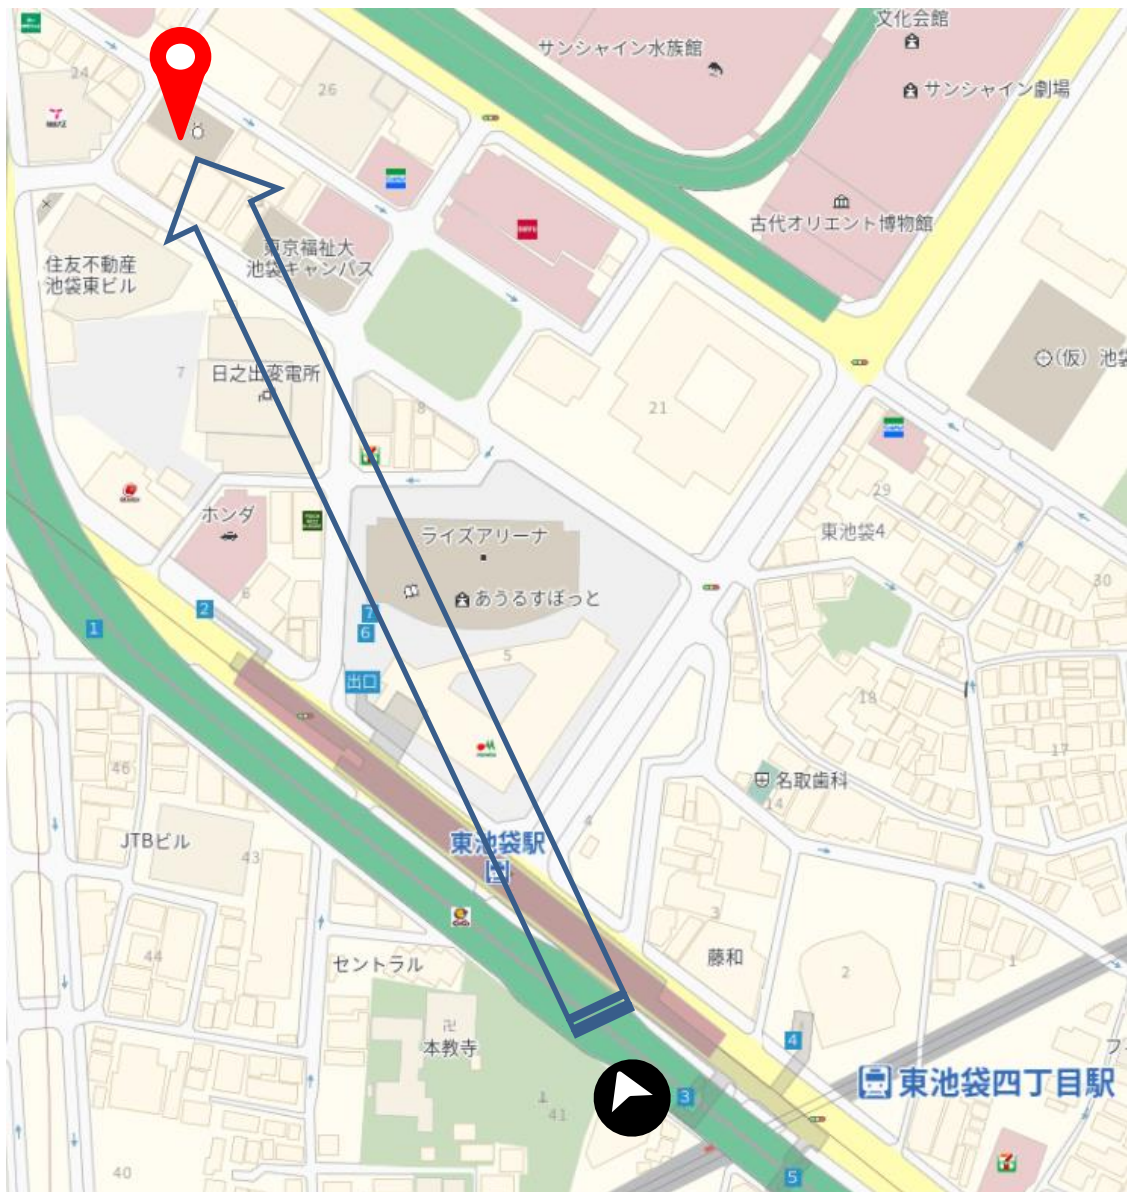 文化会館
サンシャイン水族館
サンシャイン劇場
24
26
古代オリエント博物館
東京福祉大
池袋キャンパス
住友不動産
池袋東ビル
(仮) 池袋
7
日之出変電所
8
21
29
ホンダ
ライズアリーナ
東池袋4
あうるすぽっと
30
6
2
7
6
1
5
出口
18
17
46
名取歯科
14
JTBビル
43
4
東池袋駅
3
藤和
44
セントラル
2
1
卍
本教寺
4
フ
東池袋四丁目駅
3
41
40
5